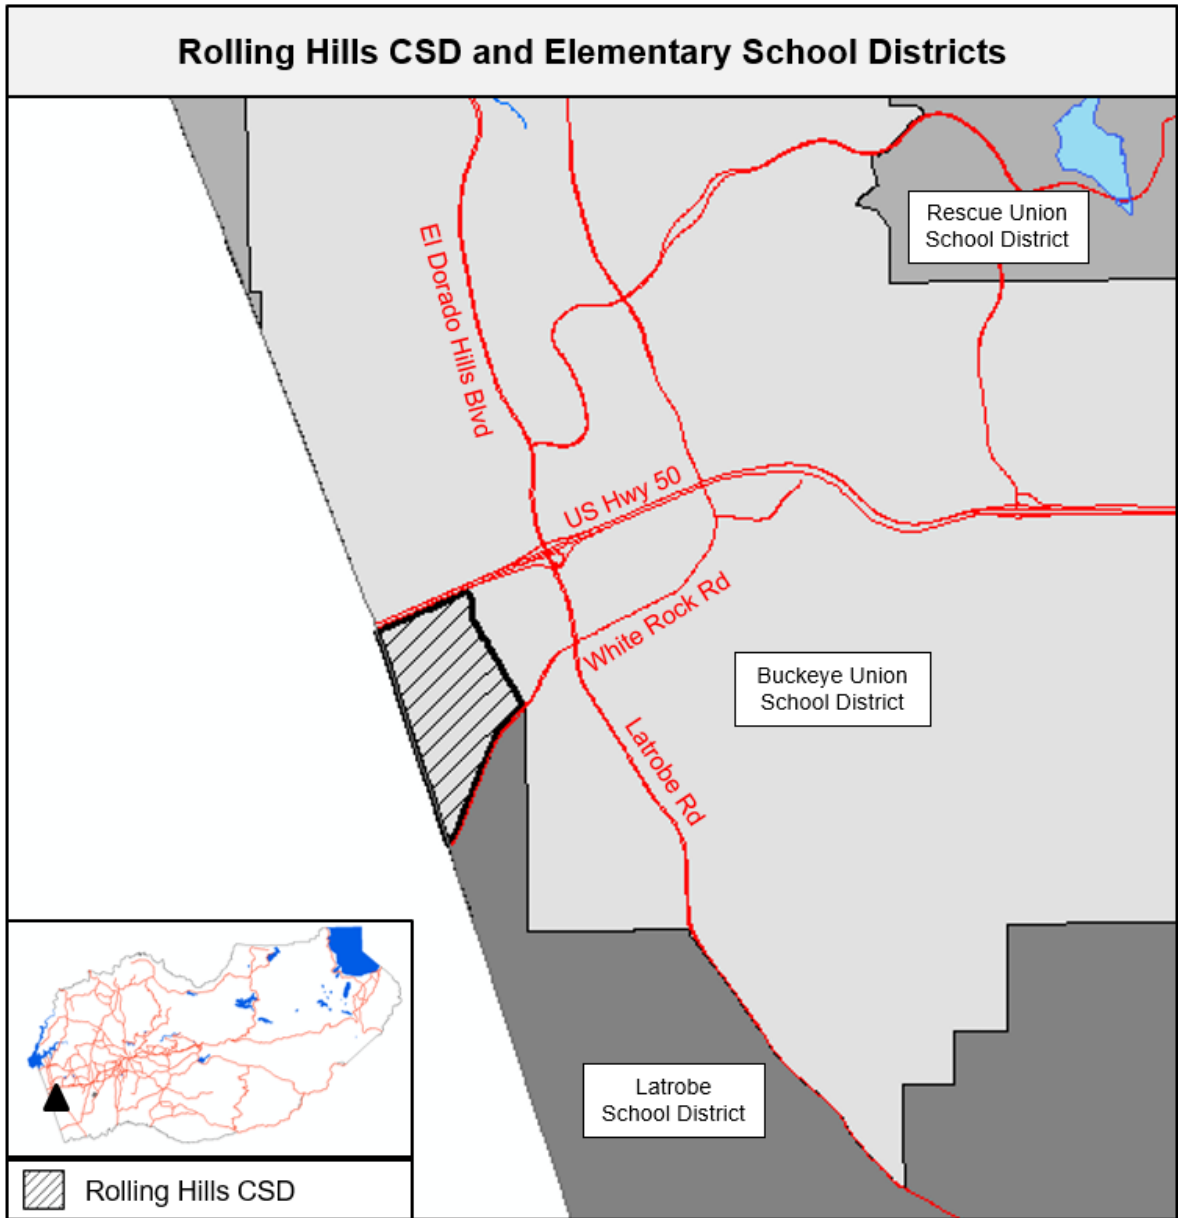 Rolling Hills CSD and Elementary School Districts
Rescue Union
School District
El Dorado Hills Blvd
US Hwy 50
White Rock Rd
Buckeye Union
School District
Latrobe Rd
Latrobe
School District
Rolling Hills CSD